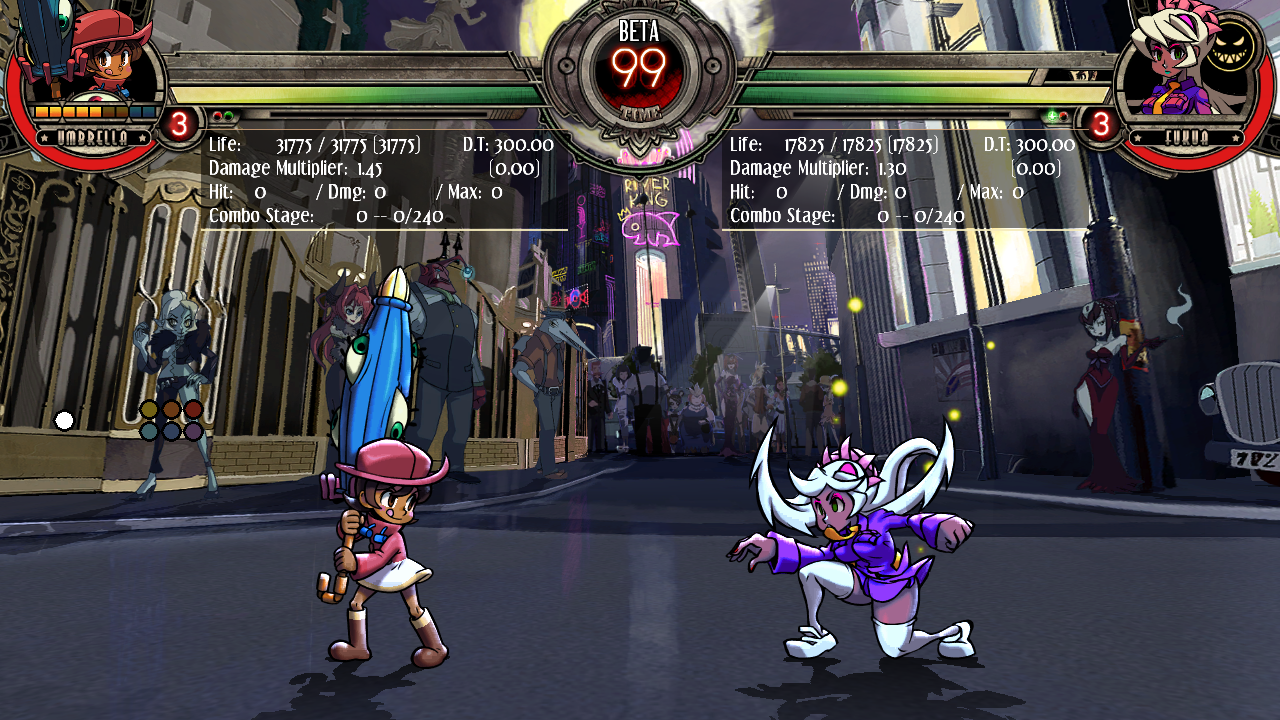 BETA
99
TIME
UMBRELLA
3
3
FUKUA
Life: 31775 / 31775 (31775) D.T: 300.00
Damage Multiplier: 1.45 (0.00)
Hit: 0 / Dmg: 0 / Max: 0
Combo Stage: 0 -- 0/240
Life: 17825 / 17825 (17825) D.T: 300.00
Damage Multiplier: 1.30 (0.00)
Hit: 0 / Dmg: 0 / Max: 0
Combo Stage: 0 -- 0/240
RIVER
KING